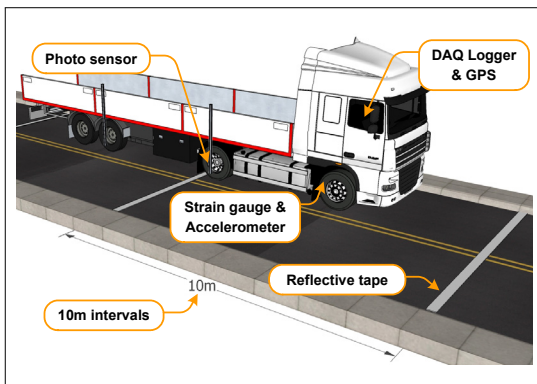 Photo sensor
DAQ Logger
& GPS
Strain gauge &
Accelerometer
Reflective tape
10m
10m intervals